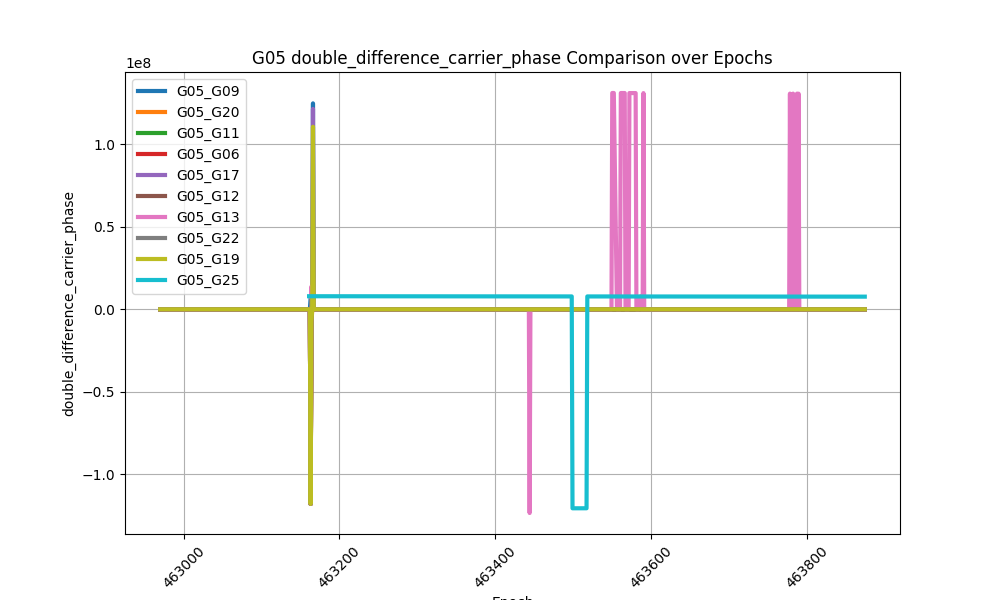 G05 double_difference_carrier_phase Comparison over Epochs
1e8
G05_G09
G05_G20
G05_G11
G05_G06
G05_G17
G05_G12
G05_G13
G05_G22
G05_G19
G05_G25
1.0
0.5
0.0
−0.5
−1.0
double_difference_carrier_phase
463000
463200
463400
463600
463800
Epoch